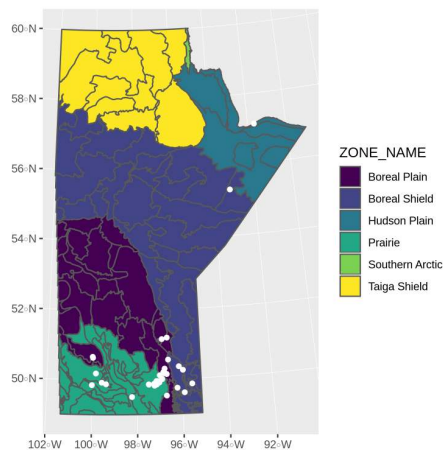 60°N
58°N
56°N
54°N
52°N
50°N
102°W 100°W 98°W 96°W 94°W 92°W
ZONE_NAME
Boreal Plain
Boreal Shield
Hudson Plain
Prairie
Southern Arctic
Taiga Shield